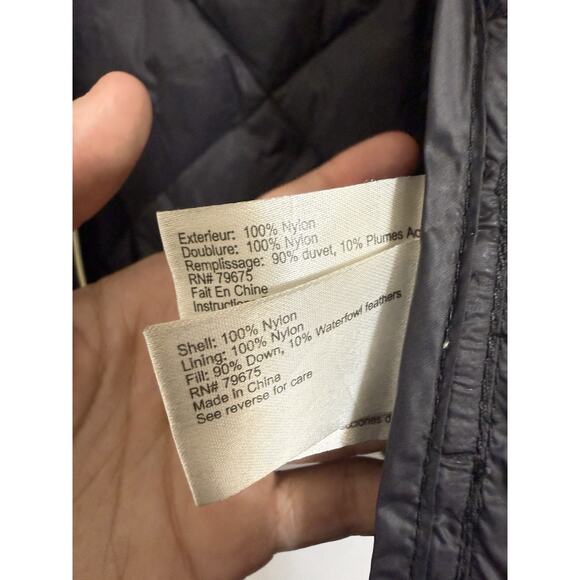 Exterieur: 100% Nylon
Doublure: 100% Nylon
Remplissage: 90% duvet, 10% Plumes
RN# 79675
Fait En Chine
Shell: 100% Nylon
Lining: 100% Nylon
Fill: 90% Down, 10% Waterfowl feathers
RN# 79675
Made in China
See reverse for care